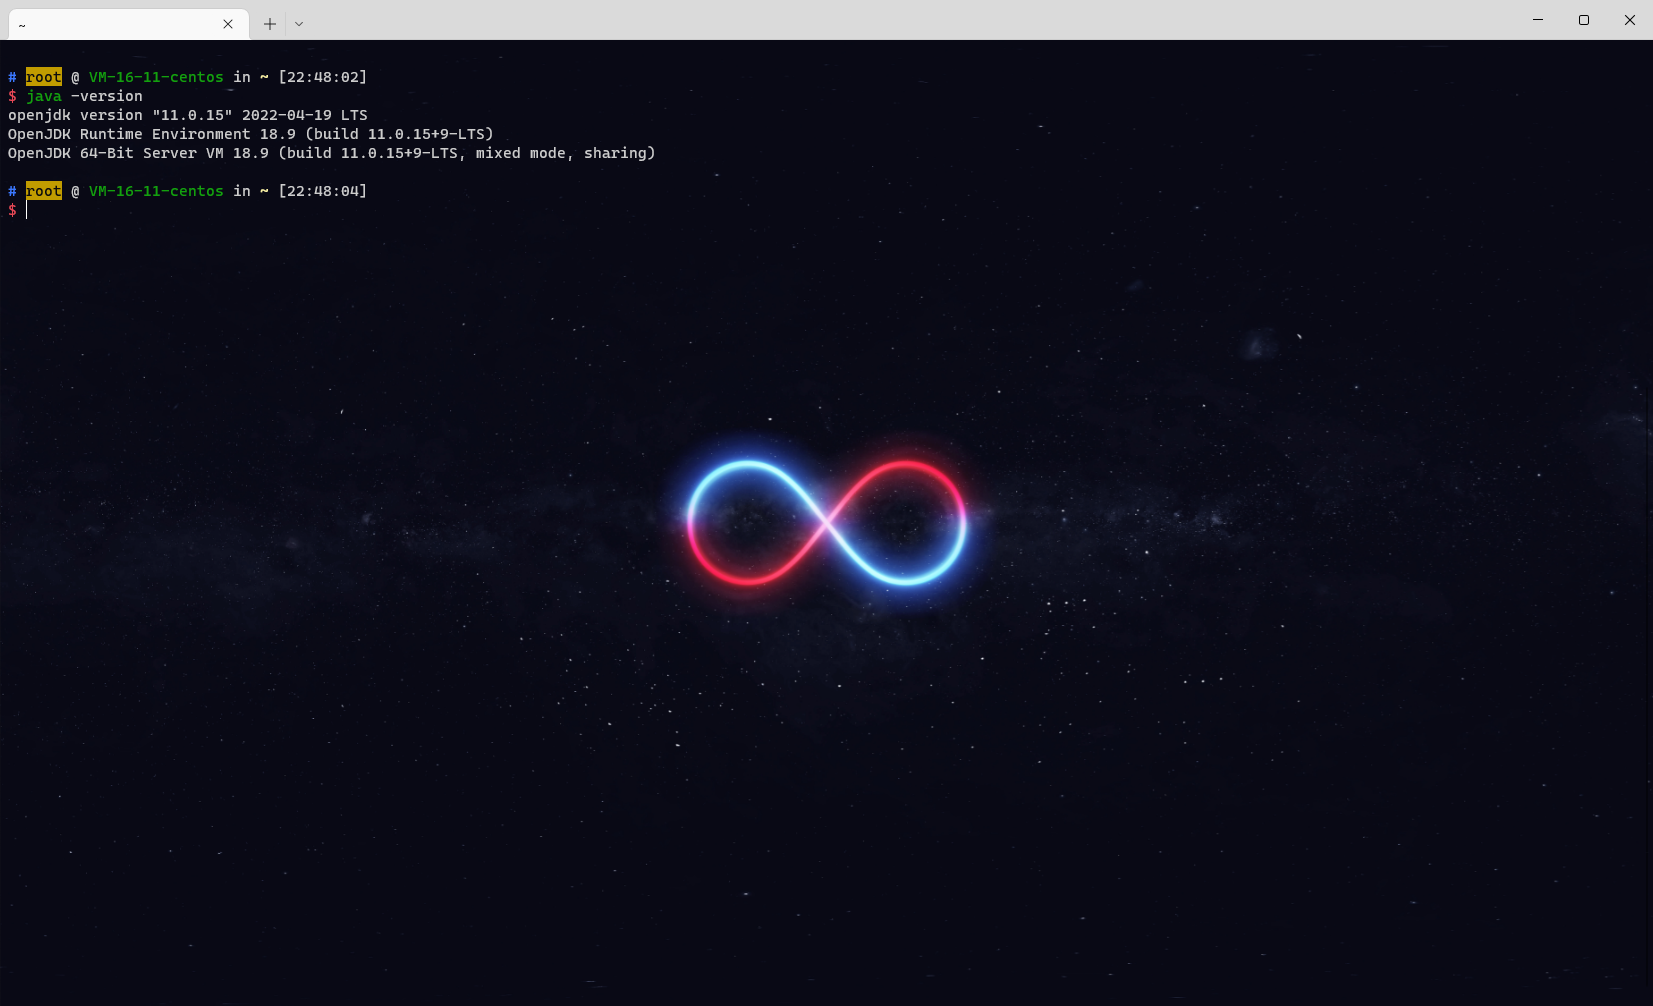 ~
# root @ VM-16-11-centos in ~ [22:48:02]
$ java -version
openjdk version "11.0.15" 2022-04-19 LTS
OpenJDK Runtime Environment 18.9 (build 11.0.15+9-LTS)
OpenJDK 64-Bit Server VM 18.9 (build 11.0.15+9-LTS, mixed mode, sharing)
# root @ VM-16-11-centos in ~ [22:48:04]
$